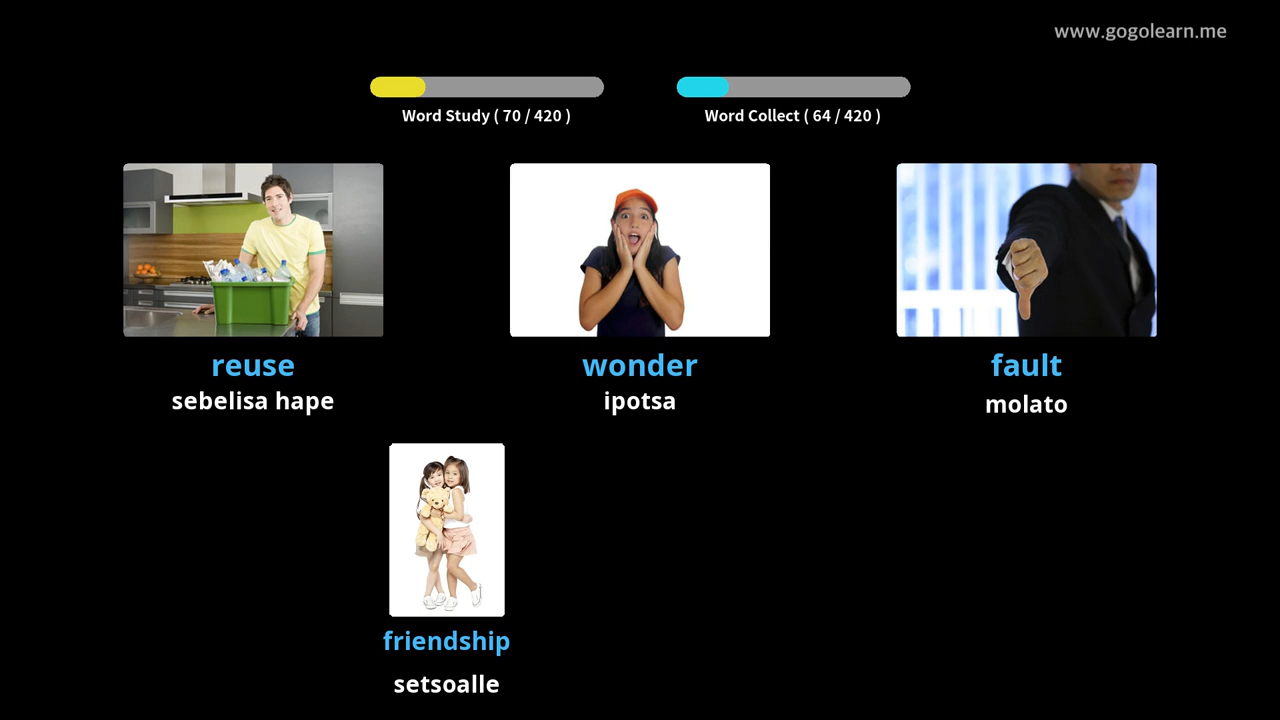 www.gogolearn.me
Word Study ( 70 / 420 )
Word Collect ( 64 / 420 )
reuse
sebelisa hape
wonder
ipotsa
fault
molato
friendship
setsoalle